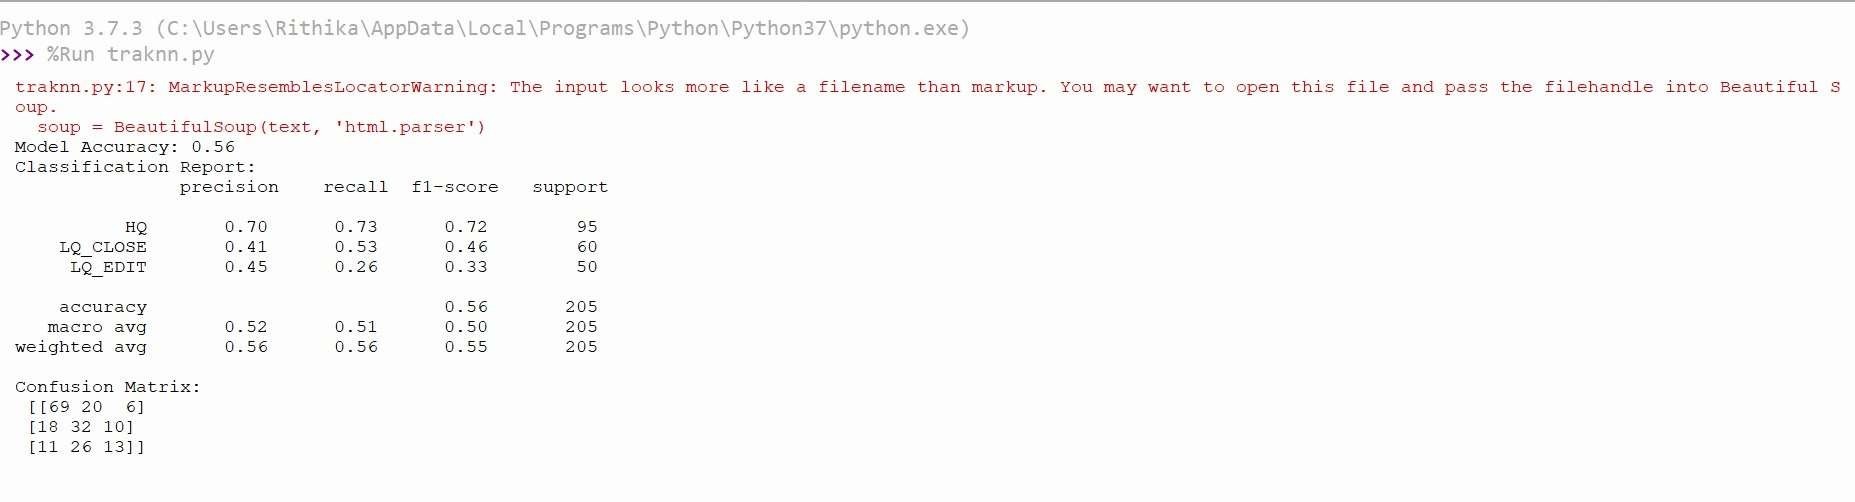 Python 3.7.3 (C:\Users\Rithika\AppData\Local\Programs\Python\Python37\python.exe)
>>> %Run traknn.py
traknn.py:17: MarkupResemblesLocatorWarning: The input looks more like a filename than markup. You may want to open this file and pass the filehandle into Beautiful S
oup.
  soup = BeautifulSoup(text, 'html.parser')
Model Accuracy: 0.56
Classification Report:
               precision    recall  f1-score   support

          HQ       0.70      0.73      0.72        95
    LQ_CLOSE       0.41      0.53      0.46        60
     LQ_EDIT       0.45      0.26      0.33        50

    accuracy                           0.56       205
   macro avg       0.52      0.51      0.50       205
weighted avg       0.56      0.56      0.55       205

Confusion Matrix:
 [[69 20  6]
 [18 32 10]
 [11 26 13]]